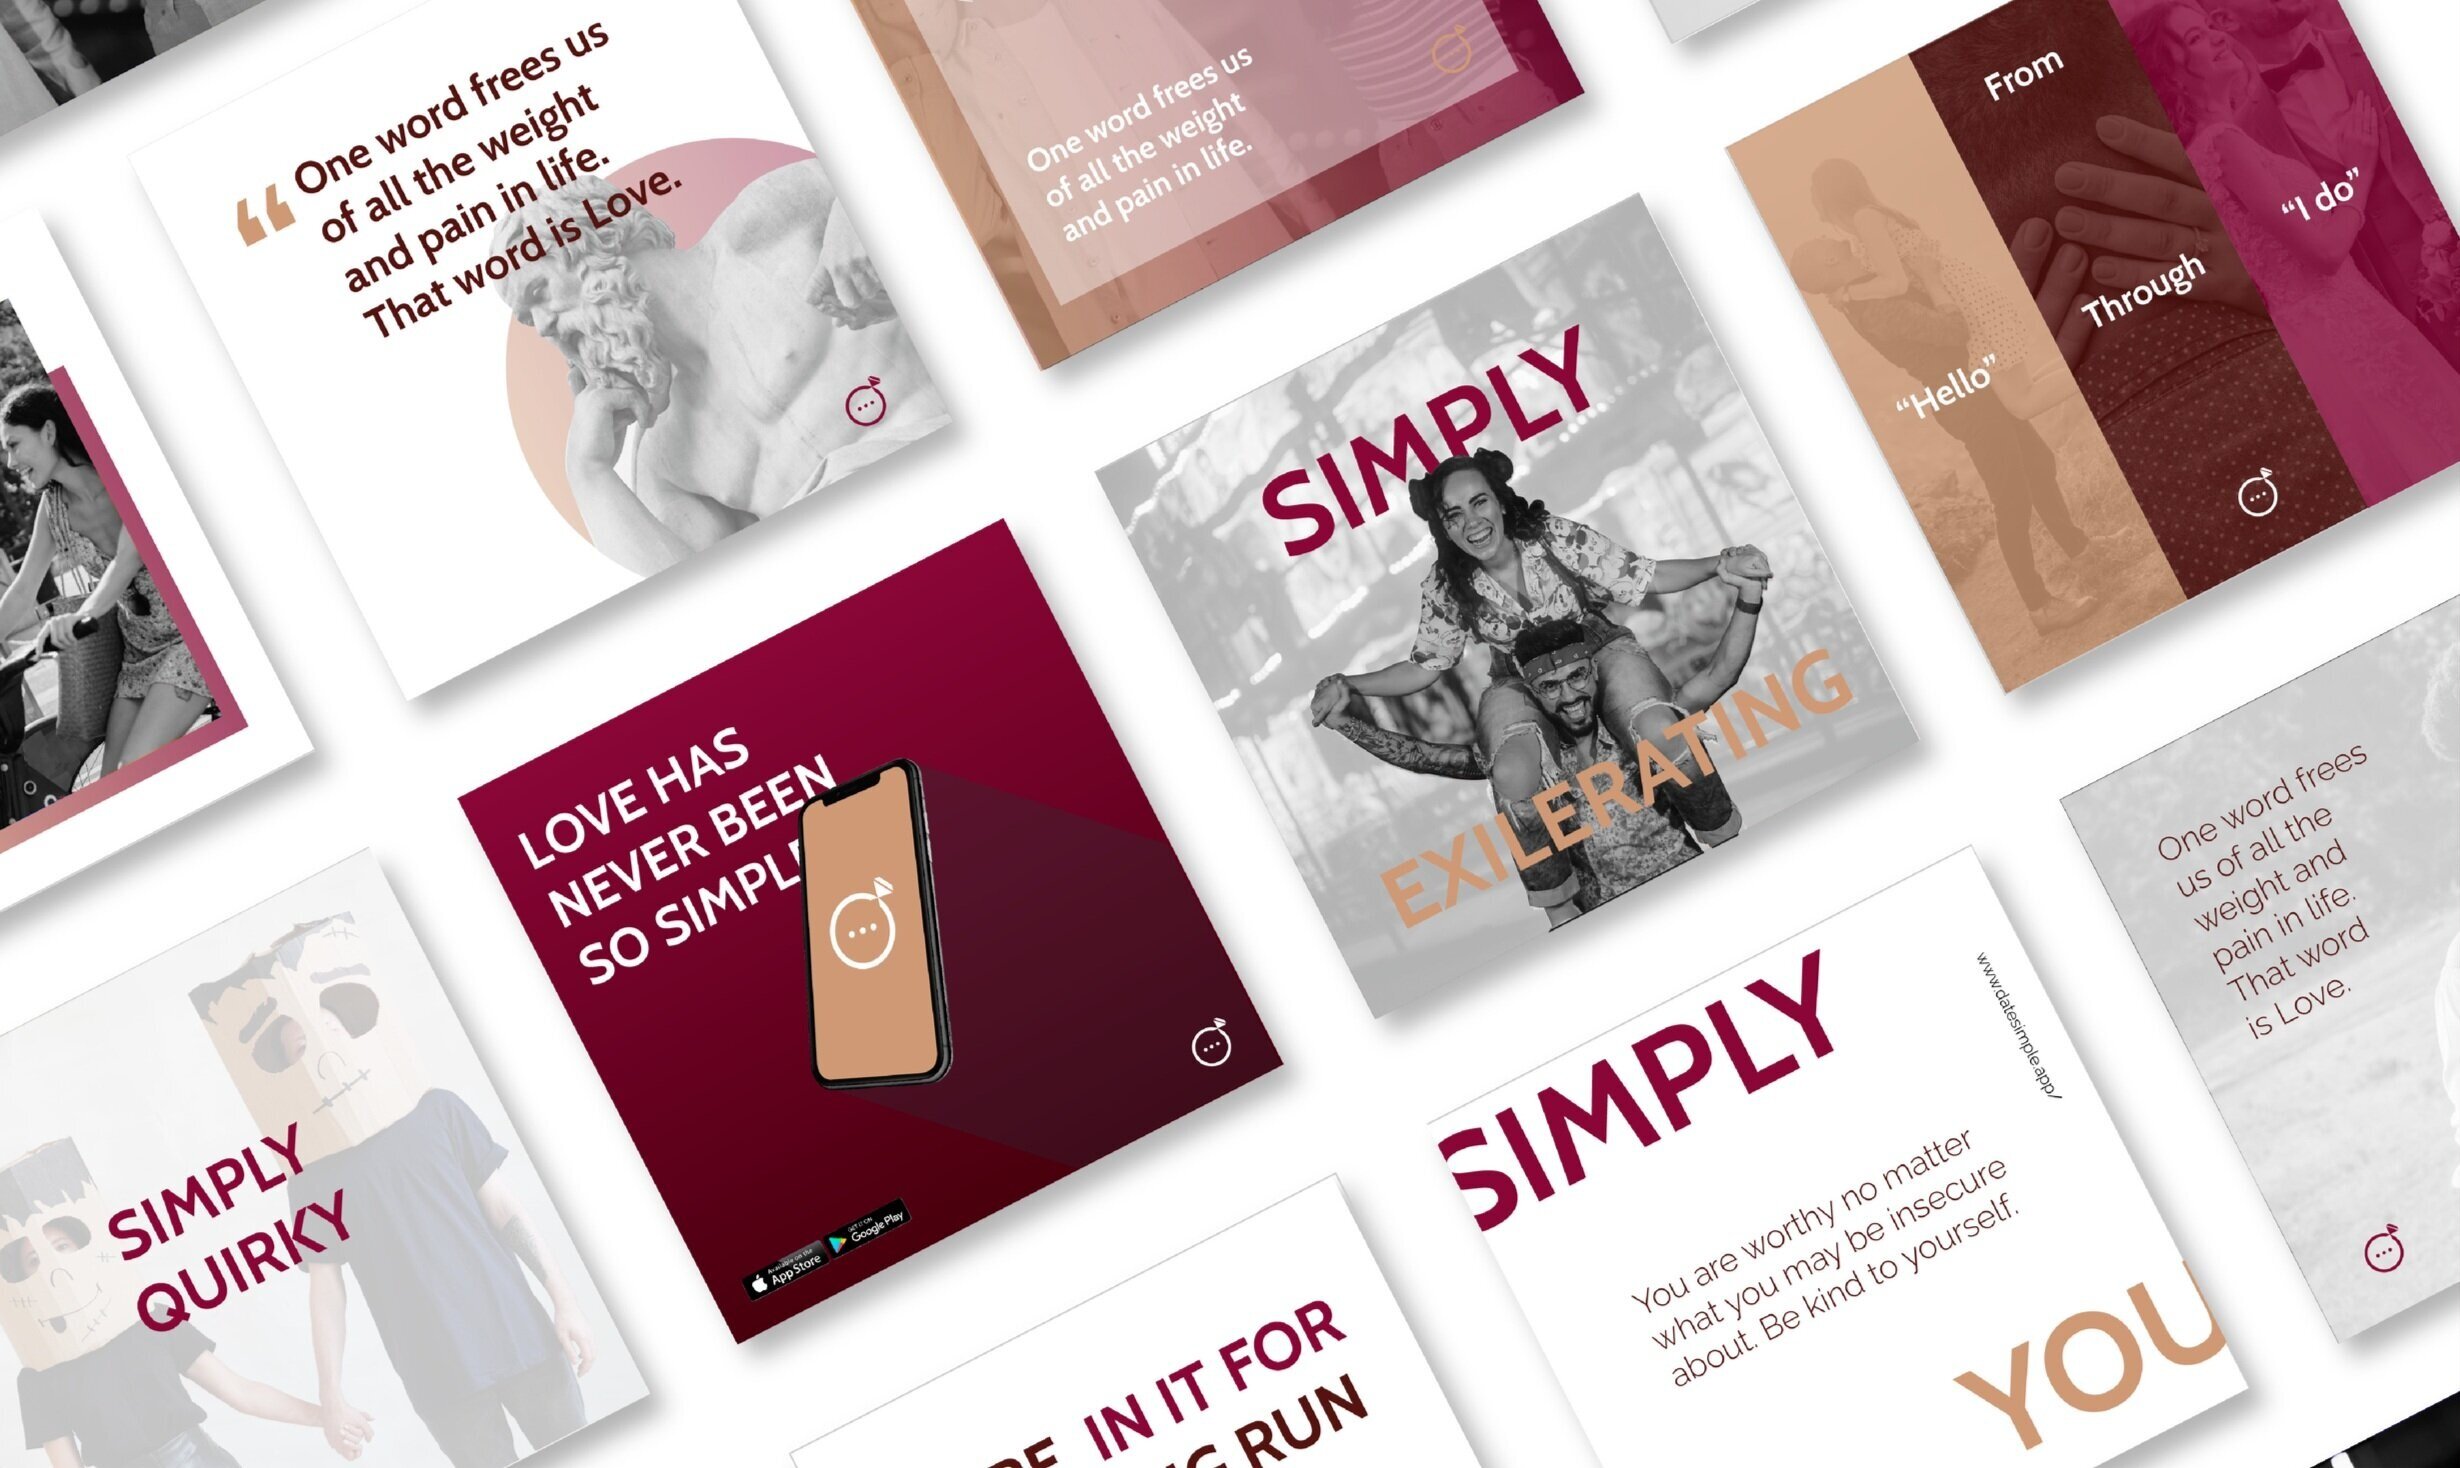 One word frees us
of all the weight
and pain in life.
That word is Love.
One word frees us
of all the weight
and pain in life.
From
Through
"Hello"
"I do"
SIMPLY
EXILERATING
LOVE HAS
NEVER BEEN
SO SIMPL
Available on the
App Store
GET IT ON
Google Play
SIMPLY
QUIRKY
IN IT FOR
RUN
SIMPLY
www.datesimple.app/
You are worthy no matter
what you may be insecure
about. Be kind to yourself.
YOU
One word frees
us of all the
weight and
pain in life.
That word
is Love.